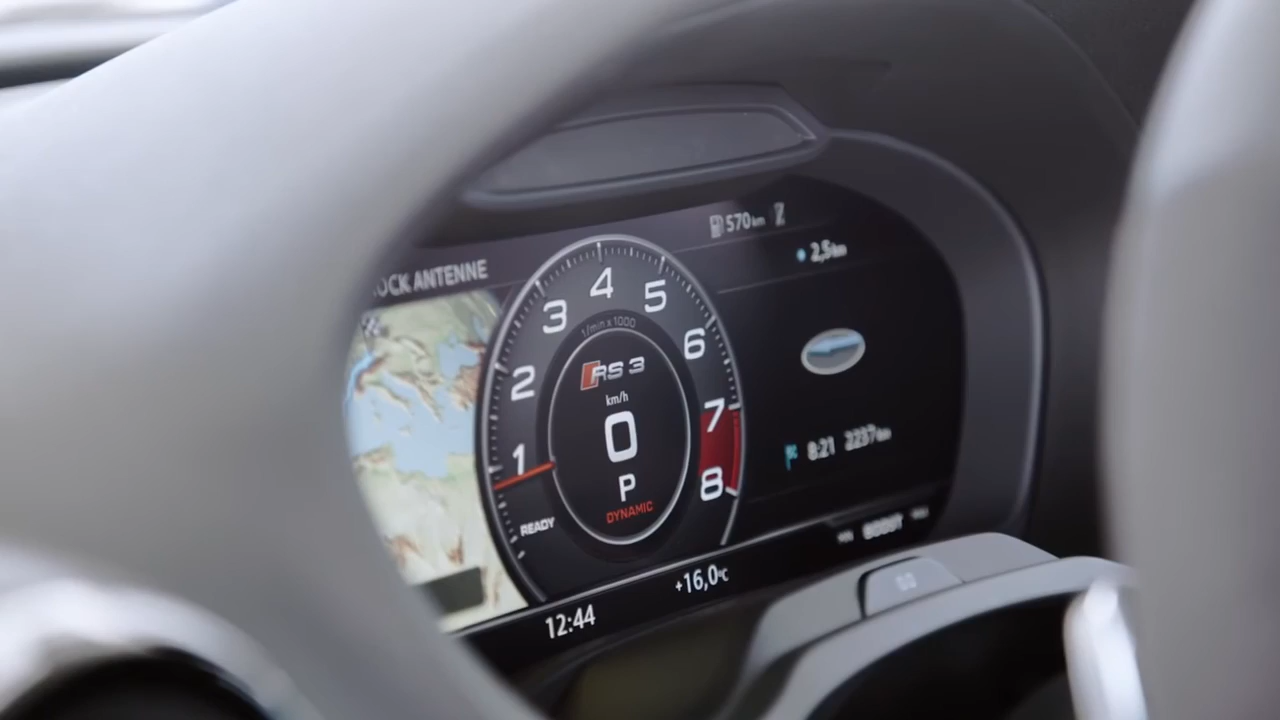 570 km
2,5 km
OCK ANTENNE
1 2 3 4 5 6 7 8
1/min x 1000
RS 3
km/h
0
P
DYNAMIC
READY
8:21 2237 km
BOOST
+16,0°C
12:44